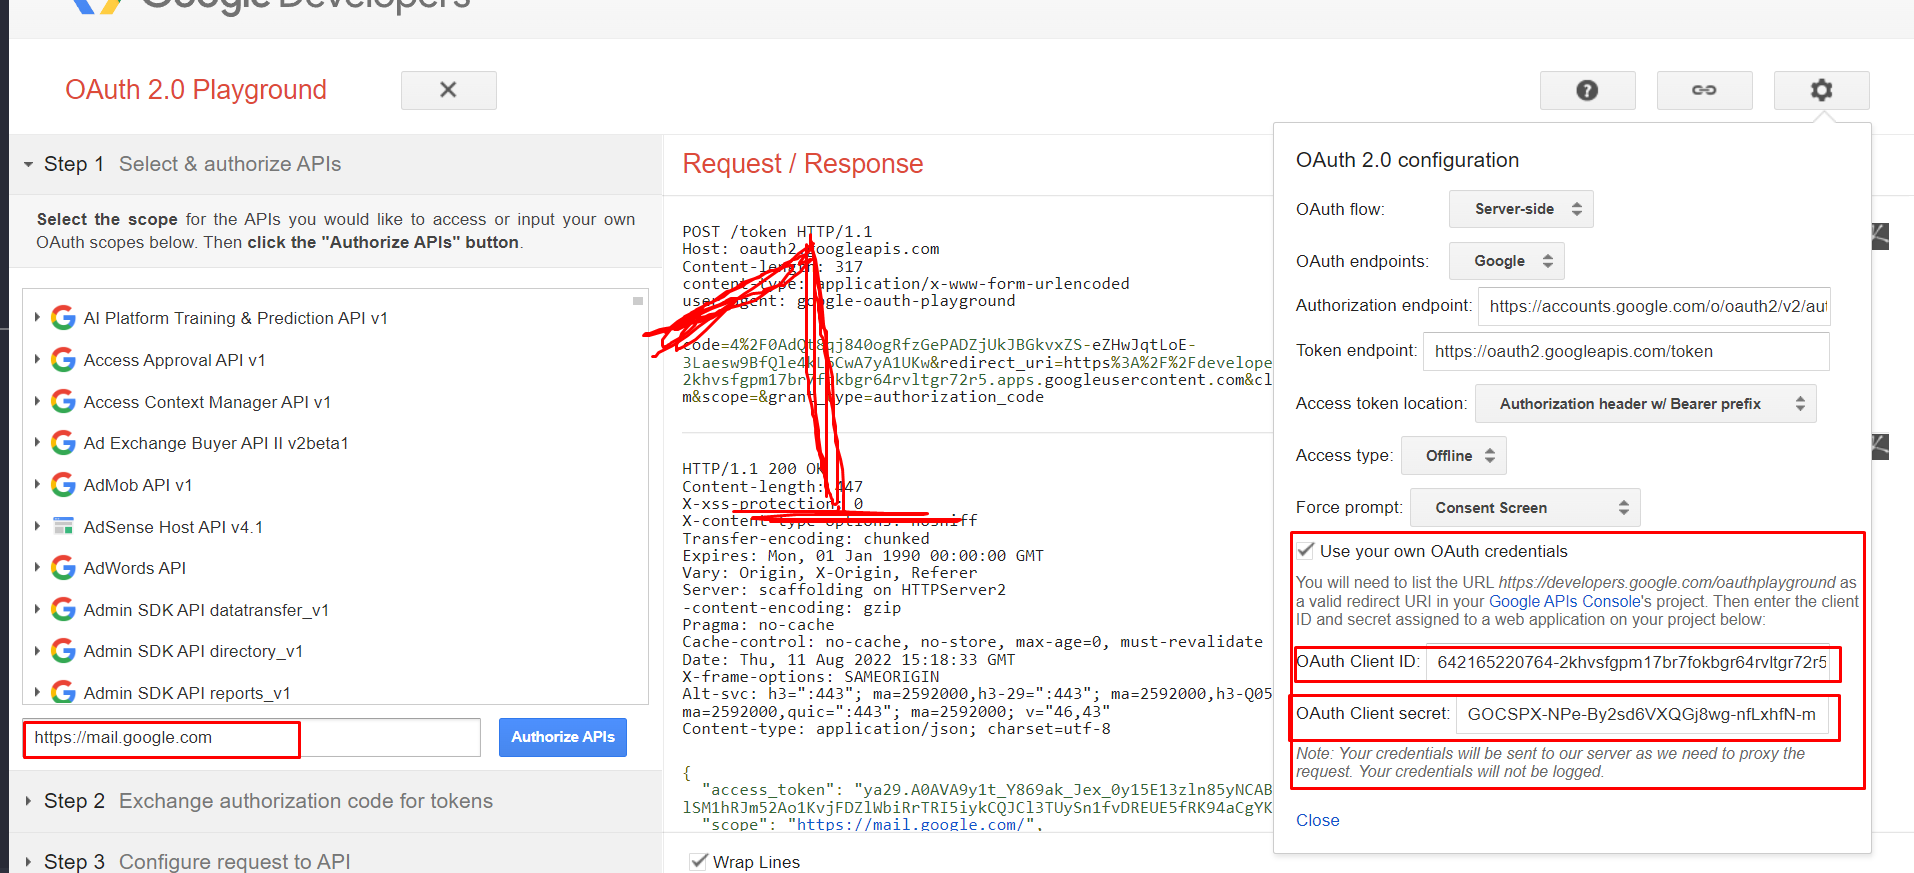 Google Developers
OAuth 2.0 Playground
Step 1 Select & authorize APIs
Select the scope for the APIs you would like to access or input your own
OAuth scopes below. Then click the "Authorize APIs" button.
AI Platform Training & Prediction API v1
Access Approval API v1
Access Context Manager API v1
Ad Exchange Buyer API II v2beta1
AdMob API v1
AdSense Host API v4.1
AdWords API
Admin SDK API datatransfer_v1
Admin SDK API directory_v1
Admin SDK API reports_v1
https://mail.google.com
Authorize APIs
Step 2 Exchange authorization code for tokens
Step 3 Configure request to API
Request / Response
POST /token HTTP/1.1
Host: oauth2.googleapis.com
Content-length: 317
content-type: application/x-www-form-urlencoded
user-agent: google-oauth-playground
code=4%2F0AdQt8qj840ogRfzGePADZjUkJBGkvxZS-eZHwJqtLoE-
3Laesw9BfQle4kL5CwA7yA1UKw&redirect_uri=https%3A%2F%2Fdevelope
2khvsfgpm17br7fokbgr64rvltgr72r5.apps.googleusercontent.com&cl
m&scope=&grant_type=authorization_code
HTTP/1.1 200 OK
Content-length: 447
X-xss-protection: 0
X-content-type-options: nosniff
Transfer-encoding: chunked
Expires: Mon, 01 Jan 1990 00:00:00 GMT
Vary: Origin, X-Origin, Referer
Server: scaffolding on HTTPServer2
-content-encoding: gzip
Pragma: no-cache
Cache-control: no-cache, no-store, max-age=0, must-revalidate
Date: Thu, 11 Aug 2022 15:18:33 GMT
X-frame-options: SAMEORIGIN
Alt-svc: h3=":443"; ma=2592000,h3-29=":443"; ma=2592000,h3-Q05
ma=2592000,quic=":443"; ma=2592000; v="46,43"
Content-type: application/json; charset=utf-8
{
"access_token": "ya29.A0AVA9y1t_Y869ak_Jex_0y15E13zln85yNCAB
lSM1hRJm52Ao1KvjFDZlWbiRrTRI5iykCQJCl3TUySn1fvDREUE5fRK94aCgYK
"scope": "https://mail.google.com/",
Wrap Lines
OAuth 2.0 configuration
OAuth flow: Server-side
OAuth endpoints: Google
Authorization endpoint: https://accounts.google.com/o/oauth2/v2/aut
Token endpoint: https://oauth2.googleapis.com/token
Access token location: Authorization header w/ Bearer prefix
Access type: Offline
Force prompt: Consent Screen
Use your own OAuth credentials
You will need to list the URL https://developers.google.com/oauthplayground as
a valid redirect URI in your Google APIs Console's project. Then enter the client
ID and secret assigned to a web application on your project below:
OAuth Client ID: 642165220764-2khvsfgpm17br7fokbgr64rvltgr72r5
OAuth Client secret: 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
Note: Your credentials will be sent to our server as we need to proxy the
request. Your credentials will not be logged.
Close